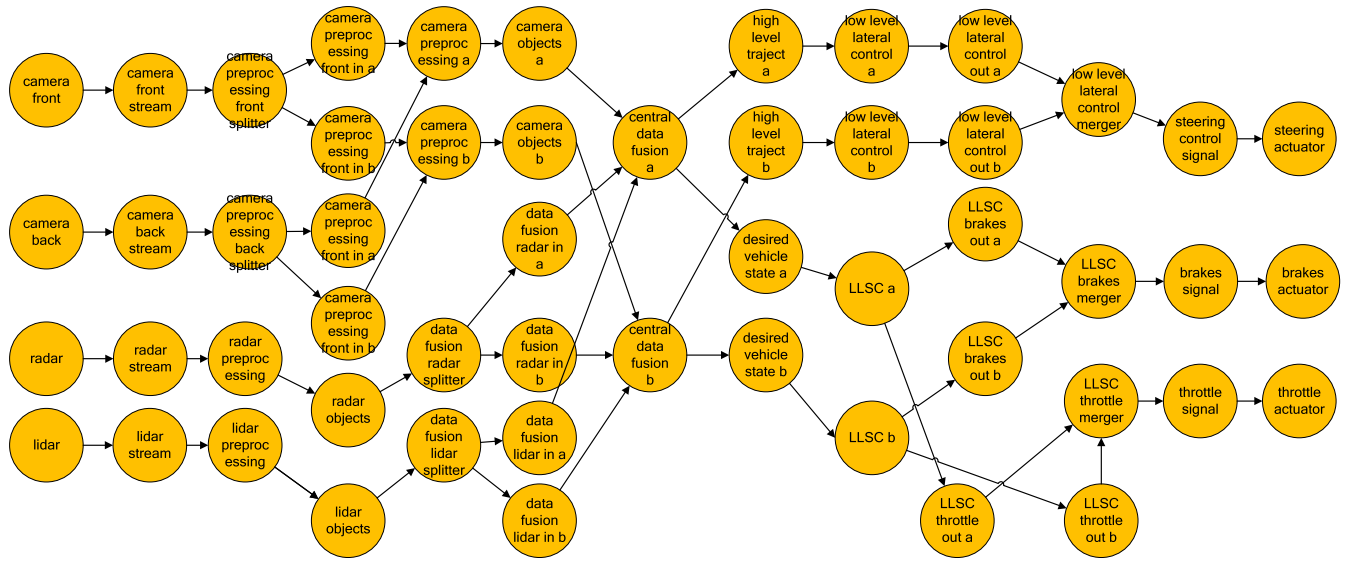 camera
front
camera
front
stream
camera
preproc
essing
front
splitter
camera
preproc
essing
front in a
camera
preproc
essing a
camera
objects
a
camera
preproc
essing
front in b
camera
preproc
essing b
camera
objects
b
camera
back
camera
back
stream
camera
preproc
essing
back
splitter
camera
preproc
essing
front in a
camera
preproc
essing
front in b
radar
radar
stream
radar
preproc
essing
radar
objects
data
fusion
radar
splitter
data
fusion
radar in
a
data
fusion
radar in
b
lidar
lidar
stream
lidar
preproc
essing
lidar
objects
data
fusion
lidar
splitter
data
fusion
lidar in a
data
fusion
lidar in b
central
data
fusion
a
central
data
fusion
b
high
level
traject
a
low level
lateral
control
a
low level
lateral
control
out a
high
level
traject
b
low level
lateral
control
b
low level
lateral
control
out b
low level
lateral
control
merger
steering
control
signal
steering
actuator
desired
vehicle
state a
LLSC a
LLSC
brakes
out a
LLSC
brakes
merger
brakes
signal
brakes
actuator
desired
vehicle
state b
LLSC b
LLSC
brakes
out b
LLSC
throttle
merger
throttle
signal
throttle
actuator
LLSC
throttle
out a
LLSC
throttle
out b